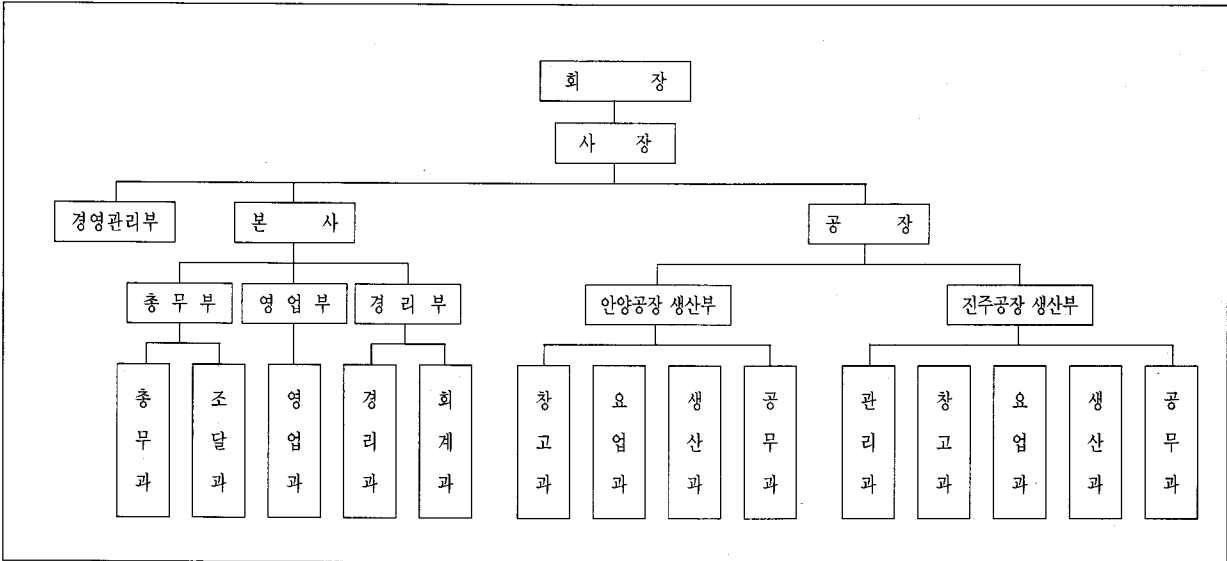 회 장
사 장
경영관리부
본 사
공 장
총 무 부
영 업 부
경 리 부
안양공장 생산부
진주공장 생산부
총무과
조달과
영업과
경리과
회계과
창고과
요업과
생산과
공무과
관리과
창고과
요업과
생산과
공무과